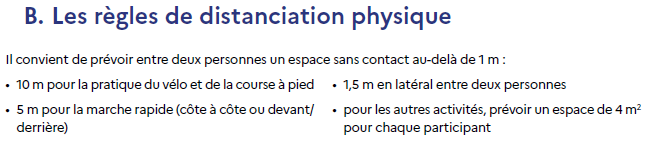 B. Les règles de distanciation physique
Il convient de prévoir entre deux personnes un espace sans contact au-delà de 1 m :
• 10 m pour la pratique du vélo et de la course à pied
• 5 m pour la marche rapide (côte à côte ou devant/
derrière)
• 1,5 m en latéral entre deux personnes
• pour les autres activités, prévoir un espace de 4 m²
pour chaque participant